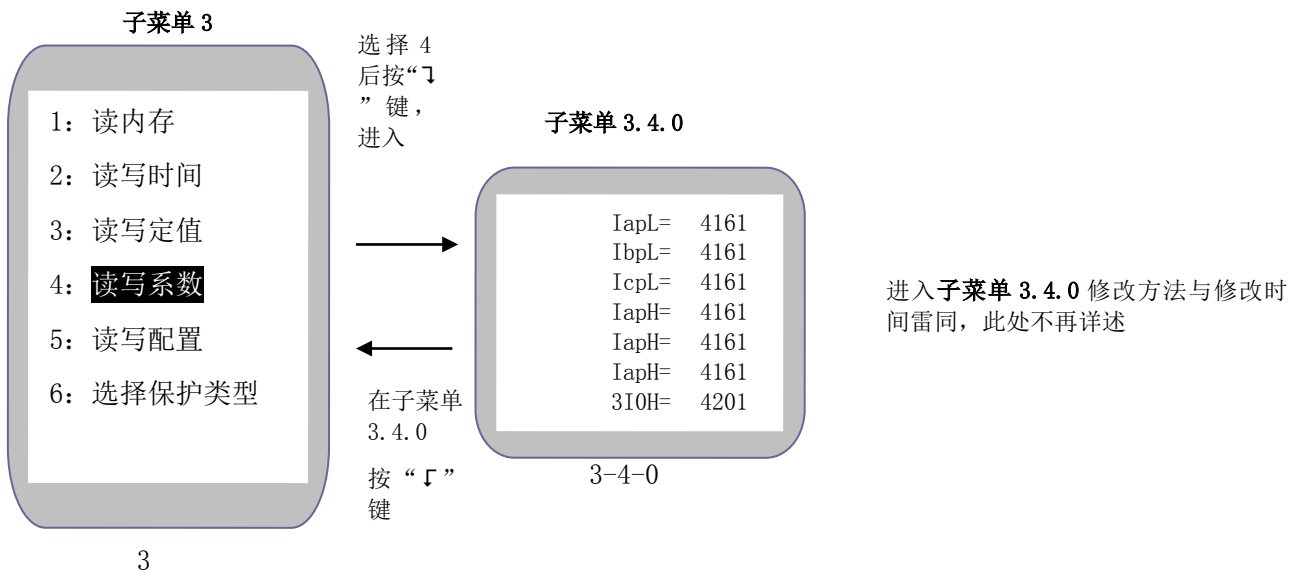 子菜单 3
1：读内存
2：读写时间
3：读写定值
4：读写系数
5：读写配置
6：选择保护类型
3
选择 4
后按“↴
”键，
进入
在子菜单
3.4.0
按“↱”
键
子菜单 3.4.0
IapL= 4161
IbpL= 4161
IcpL= 4161
IapH= 4161
IapH= 4161
IapH= 4161
3I0H= 4201
3-4-0
进入子菜单 3.4.0 修改方法与修改时
间雷同，此处不再详述